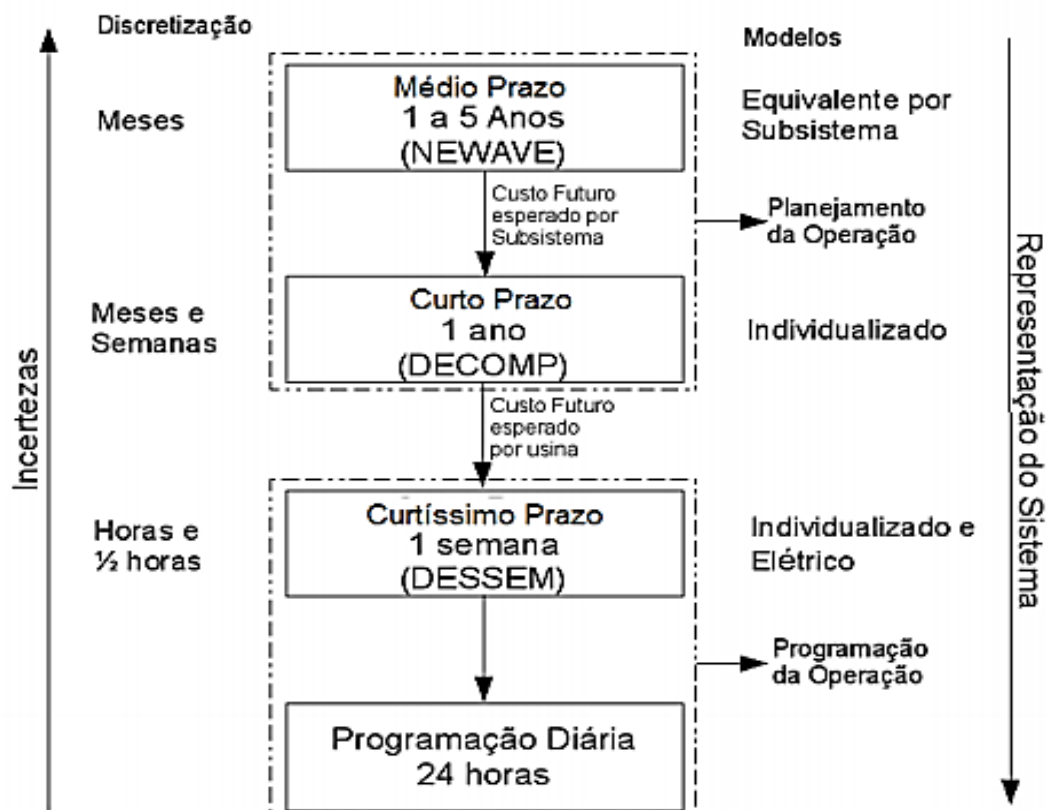 Discretização
Modelos
Médio Prazo
1 a 5 Anos
(NEWAVE)
Meses
Equivalente por
Subsistema
Custo Futuro
esperado por
Subsistema
Planejamento
da Operação
Curto Prazo
1 ano
(DECOMP)
Meses e
Semanas
Individualizado
Custo Futuro
esperado
por usina
Curtíssimo Prazo
1 semana
(DESSEM)
Horas e
½ horas
Individualizado e
Elétrico
Programação
da Operação
Programação Diária
24 horas
Incertezas
Representação do Sistema